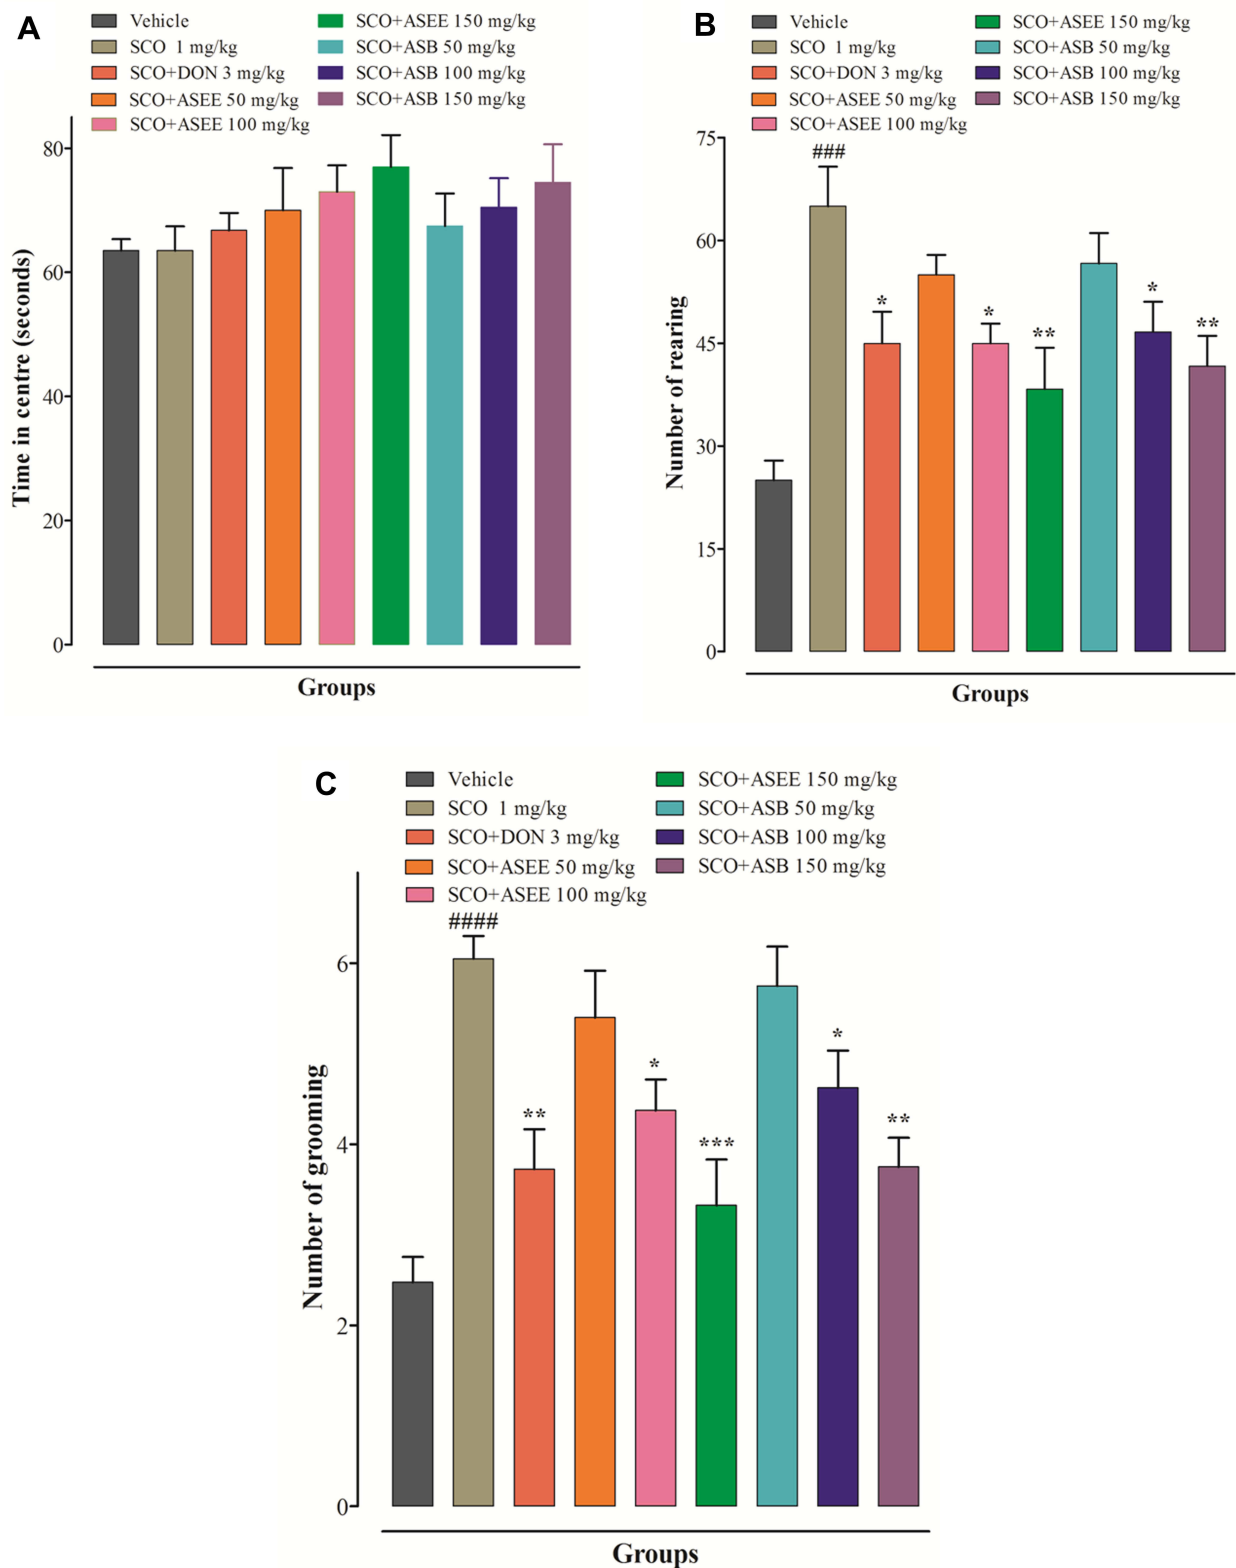 A
Vehicle
SCO 1 mg/kg
SCO+DON 3 mg/kg
SCO+ASEE 50 mg/kg
SCO+ASEE 100 mg/kg
SCO+ASEE 150 mg/kg
SCO+ASB 50 mg/kg
SCO+ASB 100 mg/kg
SCO+ASB 150 mg/kg
Time in centre (seconds)
80
60
40
20
0
Groups
B
Vehicle
SCO 1 mg/kg
SCO+DON 3 mg/kg
SCO+ASEE 50 mg/kg
SCO+ASEE 100 mg/kg
SCO+ASEE 150 mg/kg
SCO+ASB 50 mg/kg
SCO+ASB 100 mg/kg
SCO+ASB 150 mg/kg
Number of rearing
75
60
45
30
15
0
###
*
*
**
*
**
Groups
C
Vehicle
SCO 1 mg/kg
SCO+DON 3 mg/kg
SCO+ASEE 50 mg/kg
SCO+ASEE 100 mg/kg
SCO+ASEE 150 mg/kg
SCO+ASB 50 mg/kg
SCO+ASB 100 mg/kg
SCO+ASB 150 mg/kg
Number of grooming
6
4
2
0
####
**
*
***
*
**
Groups